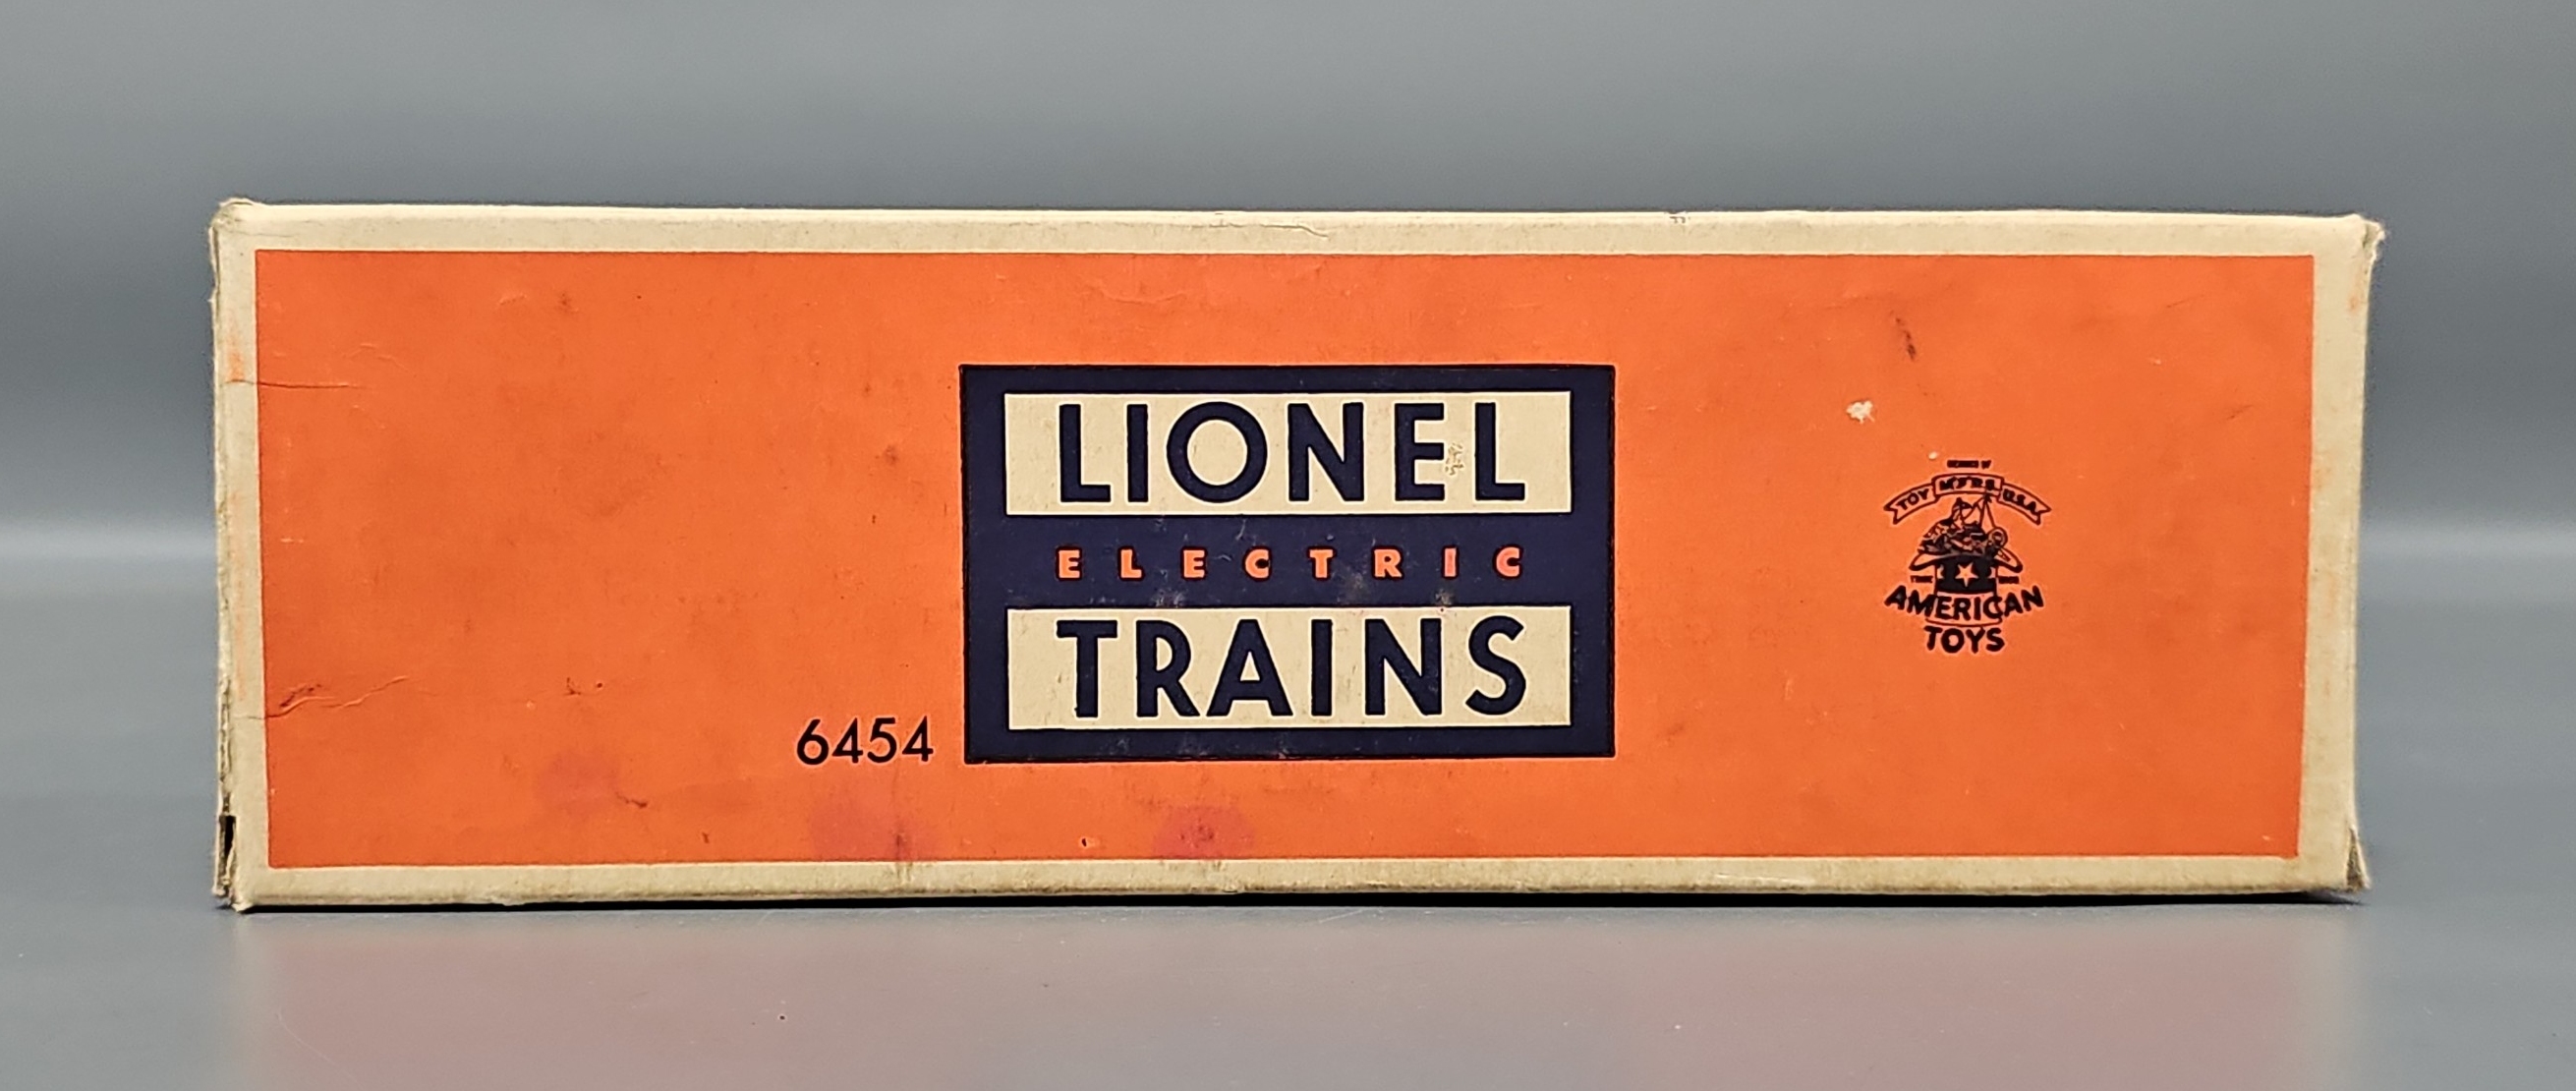 LIONEL
ELECTRIC
TRAINS
6454
TOY MFRS. U.S.A.
AMERICAN
TOYS